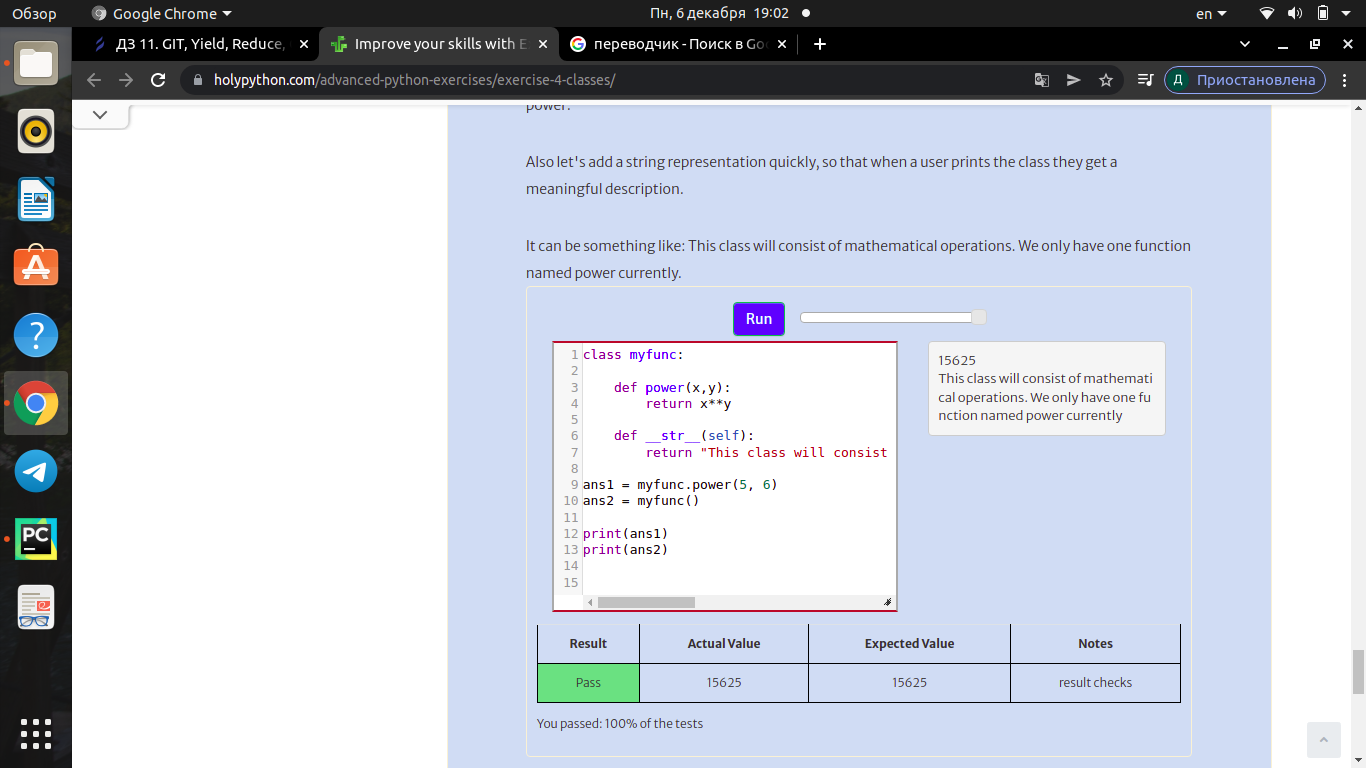 Обзор
Google Chrome
Пн, 6 декабря 19:02
en
ДЗ 11. GIT, Yield, Reduce,
Improve your skills with E
переводчик - Поиск в Go
holypython.com/advanced-python-exercises/exercise-4-classes/
Д
Приостановлена
power.
Also let's add a string representation quickly, so that when a user prints the class they get a
meaningful description.
It can be something like: This class will consist of mathematical operations. We only have one function
named power currently.
Run
1 class myfunc:
2
3 def power(x,y):
4 return x**y
5
6 def __str__(self):
7 return "This class will consist
8
9 ans1 = myfunc.power(5, 6)
10 ans2 = myfunc()
11
12 print(ans1)
13 print(ans2)
14
15
15625
This class will consist of mathemati
cal operations. We only have one fu
nction named power currently
Result Actual Value Expected Value Notes
Pass 15625 15625 result checks
You passed: 100% of the tests
PC